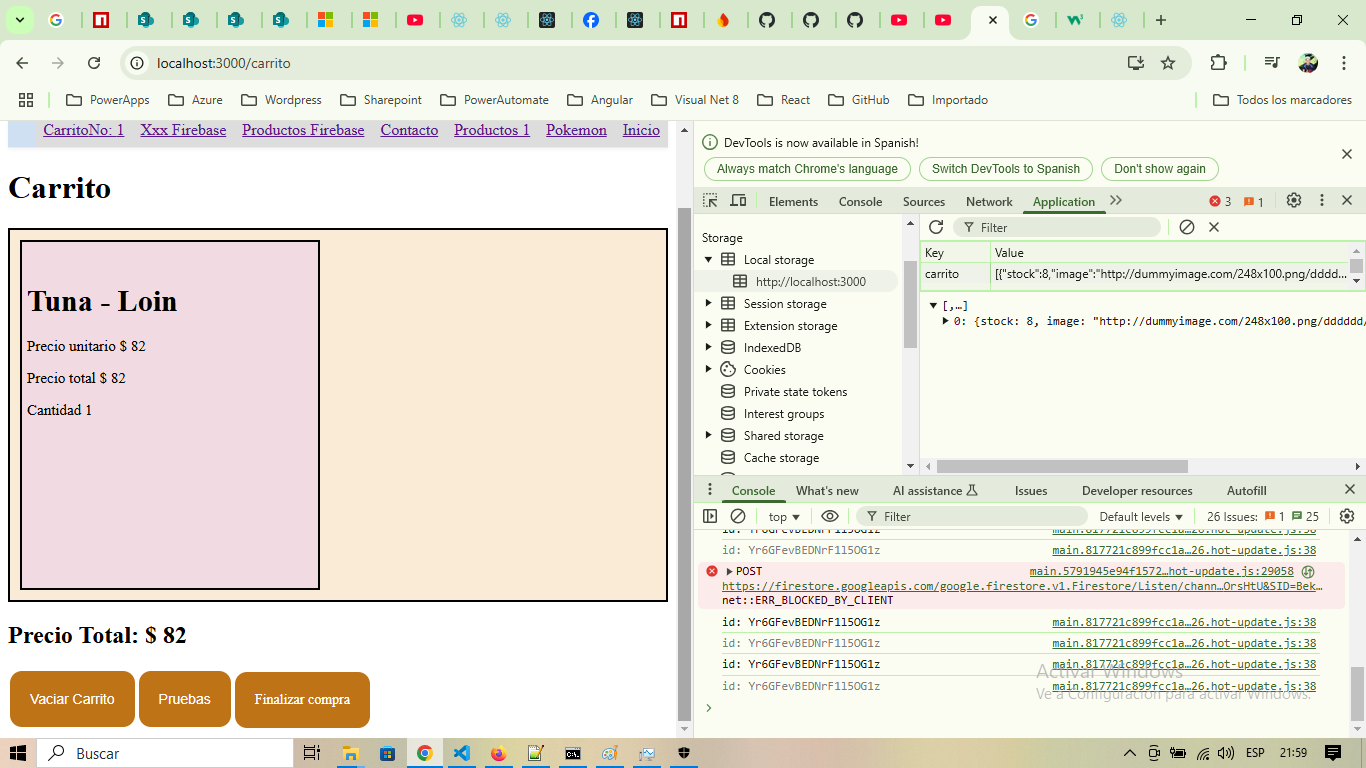 localhost:3000/carrito
PowerApps Azure Wordpress Sharepoint PowerAutomate Angular Visual Net 8 React GitHub Importado Todos los marcadores
CarritoNo: 1 Xxx Firebase Productos Firebase Contacto Productos 1 Pokemon Inicio
Carrito
Tuna - Loin
Precio unitario $ 82
Precio total $ 82
Cantidad 1
Precio Total: $ 82
Vaciar Carrito Pruebas Finalizar compra
DevTools is now available in Spanish!
Always match Chrome's language Switch DevTools to Spanish Don't show again
Elements Console Sources Network Application 3 1
Storage
Local storage
http://localhost:3000
Session storage
Extension storage
IndexedDB
Cookies
Private state tokens
Interest groups
Shared storage
Cache storage
Filter
Key Value
carrito [{"stock":8,"image":"http://dummyimage.com/248x100.png/dddd...
[,…]
0: {stock: 8, image: "http://dummyimage.com/248x100.png/dddddd/
Console What's new AI assistance Issues Developer resources Autofill
top Filter Default levels 26 Issues: 1 25
id: Yr6GFevBEDNrF1l5OG1z main.817721c899fcc1a…26.hot-update.js:38
id: Yr6GFevBEDNrF1l5OG1z main.817721c899fcc1a…26.hot-update.js:38
POST main.5791945e94f1572…hot-update.js:29058
https://firestore.googleapis.com/google.firestore.v1.Firestore/Listen/chann…OrsHtU&SID=Bek…
net::ERR_BLOCKED_BY_CLIENT
id: Yr6GFevBEDNrF1l5OG1z main.817721c899fcc1a…26.hot-update.js:38
id: Yr6GFevBEDNrF1l5OG1z main.817721c899fcc1a…26.hot-update.js:38
id: Yr6GFevBEDNrF1l5OG1z main.817721c899fcc1a…26.hot-update.js:38
id: Yr6GFevBEDNrF1l5OG1z main.817721c899fcc1a…26.hot-update.js:38
Activar Windows
Ve a Configuración para activar Windows.
Buscar ESP 21:59